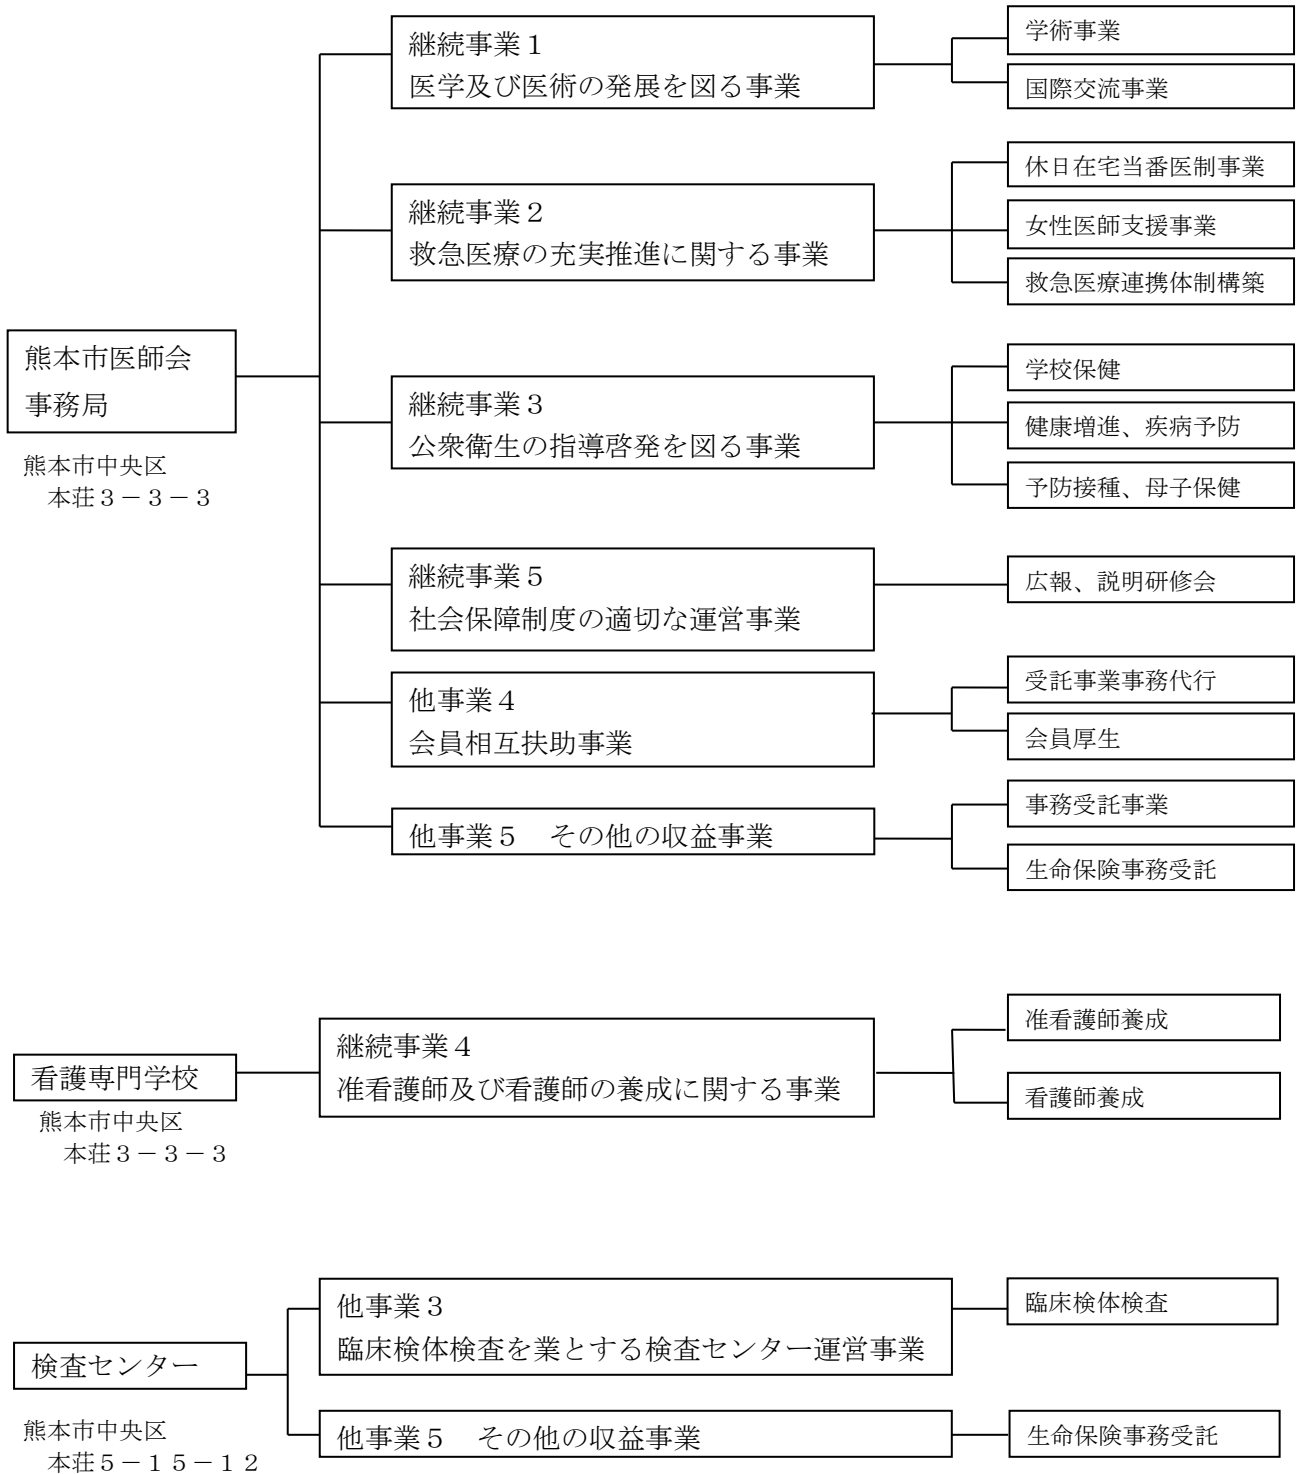 熊本市医師会
事務局
熊本市中央区
本荘３－３－３
継続事業１
医学及び医術の発展を図る事業
学術事業
国際交流事業
継続事業２
救急医療の充実推進に関する事業
休日在宅当番医制事業
女性医師支援事業
救急医療連携体制構築
継続事業３
公衆衛生の指導啓発を図る事業
学校保健
健康増進、疾病予防
予防接種、母子保健
継続事業５
社会保障制度の適切な運営事業
広報、説明研修会
他事業４
会員相互扶助事業
受託事業事務代行
会員厚生
他事業５　その他の収益事業
事務受託事業
生命保険事務受託
看護専門学校
熊本市中央区
本荘３－３－３
継続事業４
准看護師及び看護師の養成に関する事業
准看護師養成
看護師養成
検査センター
熊本市中央区
本荘５－１５－１２
他事業３
臨床検体検査を業とする検査センター運営事業
臨床検体検査
他事業５　その他の収益事業
生命保険事務受託